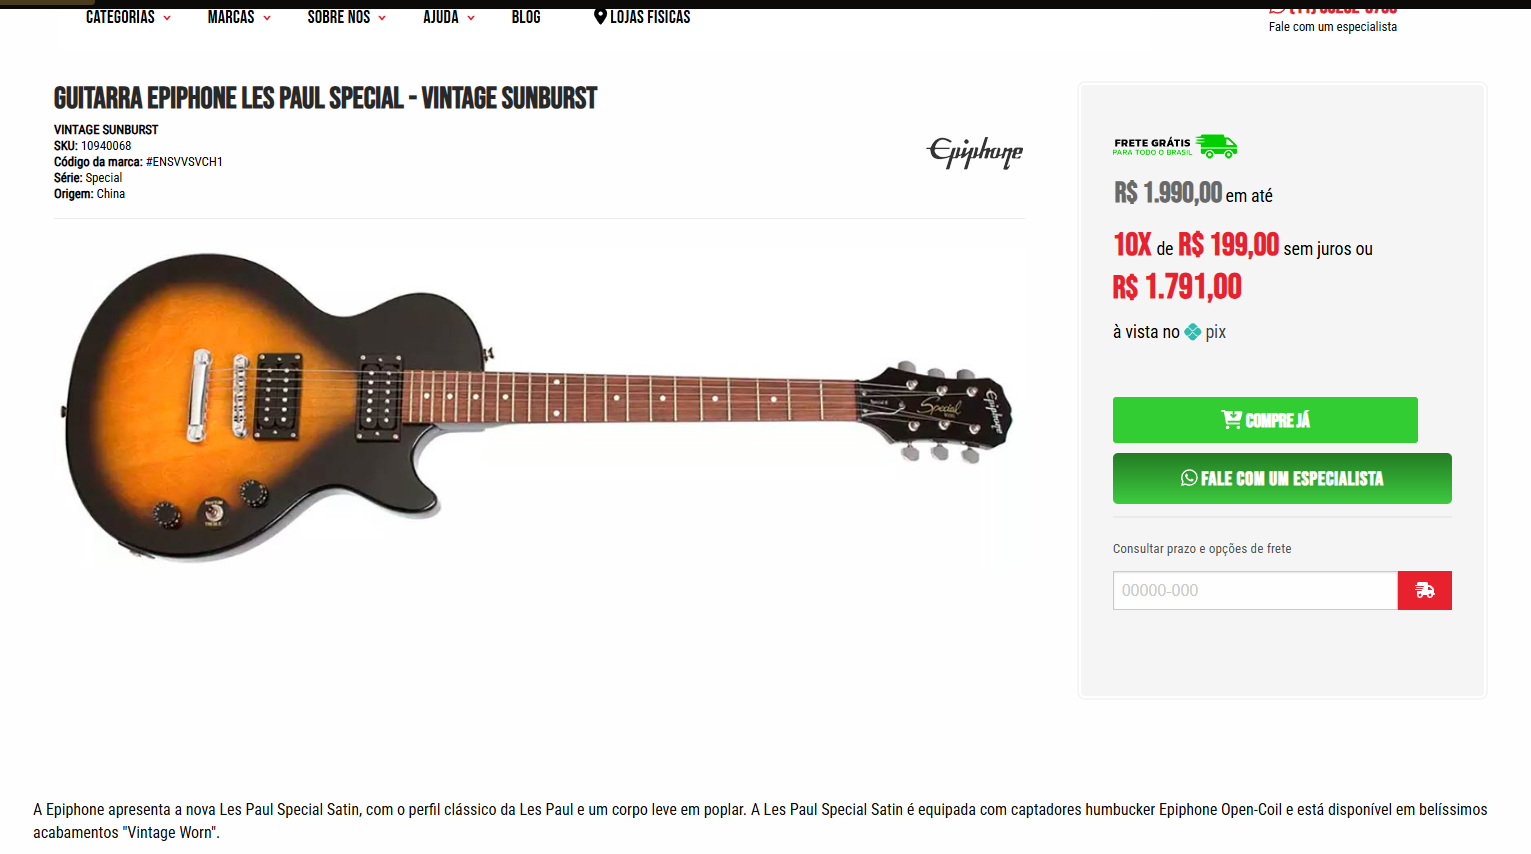 CATEGORIAS MARCAS SOBRE NÓS AJUDA BLOG LOJAS FISICAS
Fale com um especialista
GUITARRA EPIPHONE LES PAUL SPECIAL - VINTAGE SUNBURST
VINTAGE SUNBURST
SKU: 10940068
Código da marca: #ENSVVSVCH1
Série: Special
Origem: China
Epiphone
Special
Epiphone
FRETE GRÁTIS
PARA TODO O BRASIL
R$ 1.990,00 em até
10X de R$ 199,00 sem juros ou
R$ 1.791,00
à vista no pix
COMPRE JÁ
FALE COM UM ESPECIALISTA
Consultar prazo e opções de frete
00000-000
A Epiphone apresenta a nova Les Paul Special Satin, com o perfil clássico da Les Paul e um corpo leve em poplar. A Les Paul Special Satin é equipada com captadores humbucker Epiphone Open-Coil e está disponível em belíssimos
acabamentos "Vintage Worn".